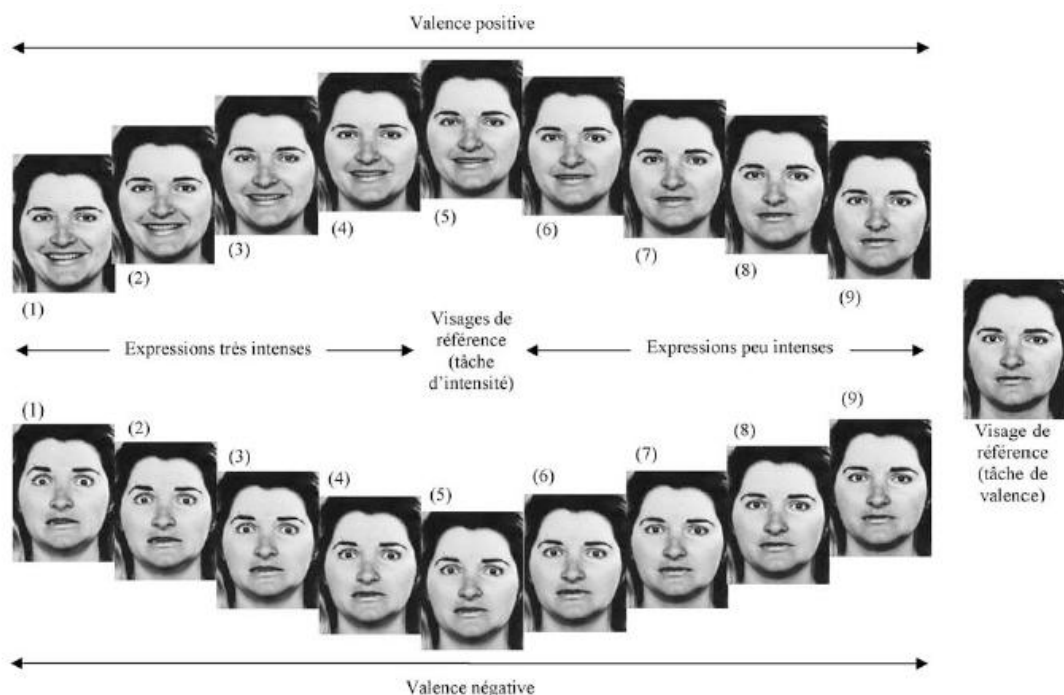 Valence positive
(1)
(2)
(3)
(4)
(5)
(6)
(7)
(8)
(9)
Expressions très intenses
Visages de
référence
(tâche
d'intensité)
Expressions peu intenses
(1)
(2)
(3)
(4)
(5)
(6)
(7)
(8)
(9)
Visage de
référence
(tâche de
valence)
Valence négative